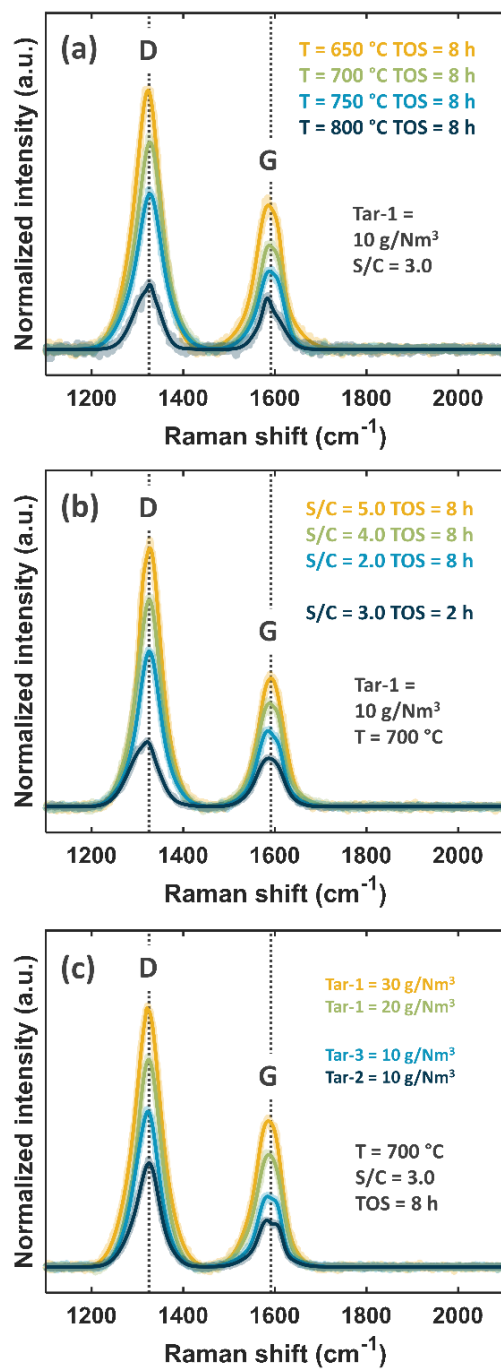 (a)
D
T = 650 °C TOS = 8 h
T = 700 °C TOS = 8 h
T = 750 °C TOS = 8 h
T = 800 °C TOS = 8 h
G
Tar-1 =
10 g/Nm³
S/C = 3.0
Normalized intensity (a.u.)
1200 1400 1600 1800 2000
Raman shift (cm⁻¹)
(b)
D
S/C = 5.0 TOS = 8 h
S/C = 4.0 TOS = 8 h
S/C = 2.0 TOS = 8 h
S/C = 3.0 TOS = 2 h
G
Tar-1 =
10 g/Nm³
T = 700 °C
Normalized intensity (a.u.)
1200 1400 1600 1800 2000
Raman shift (cm⁻¹)
(c)
D
Tar-1 = 30 g/Nm³
Tar-1 = 20 g/Nm³
Tar-3 = 10 g/Nm³
Tar-2 = 10 g/Nm³
G
T = 700 °C
S/C = 3.0
TOS = 8 h
Normalized intensity (a.u.)
1200 1400 1600 1800 2000
Raman shift (cm⁻¹)